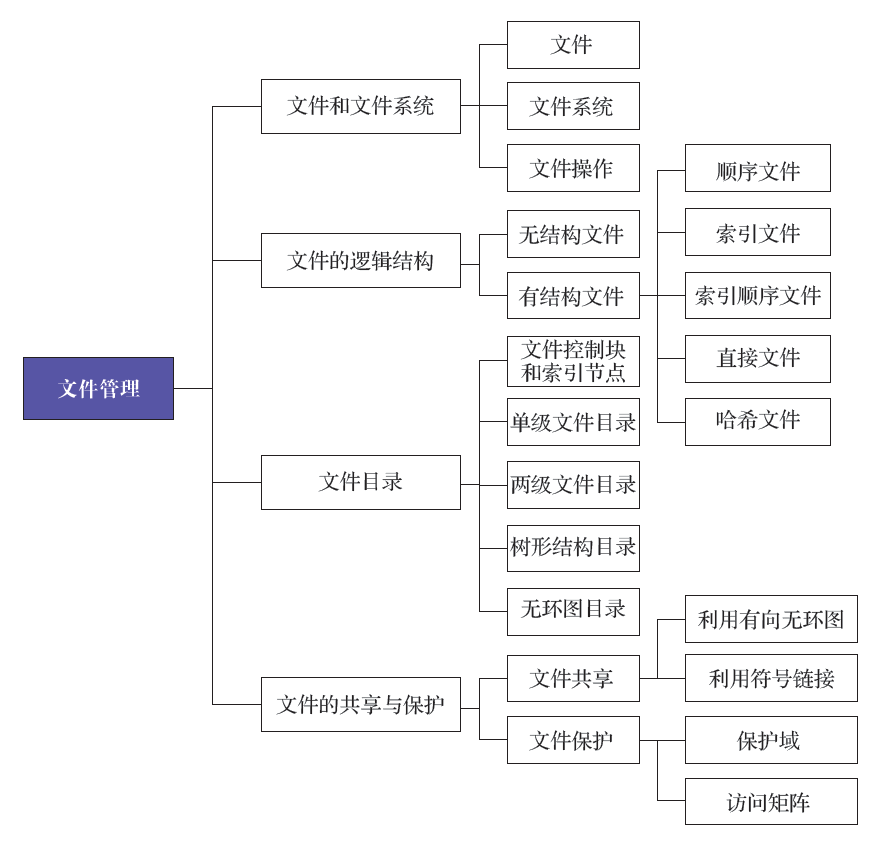 文件管理
文件和文件系统
文件
文件系统
文件操作
文件的逻辑结构
无结构文件
有结构文件
顺序文件
索引文件
索引顺序文件
直接文件
哈希文件
文件目录
文件控制块
和索引节点
单级文件目录
两级文件目录
树形结构目录
无环图目录
文件的共享与保护
文件共享
利用有向无环图
利用符号链接
文件保护
保护域
访问矩阵